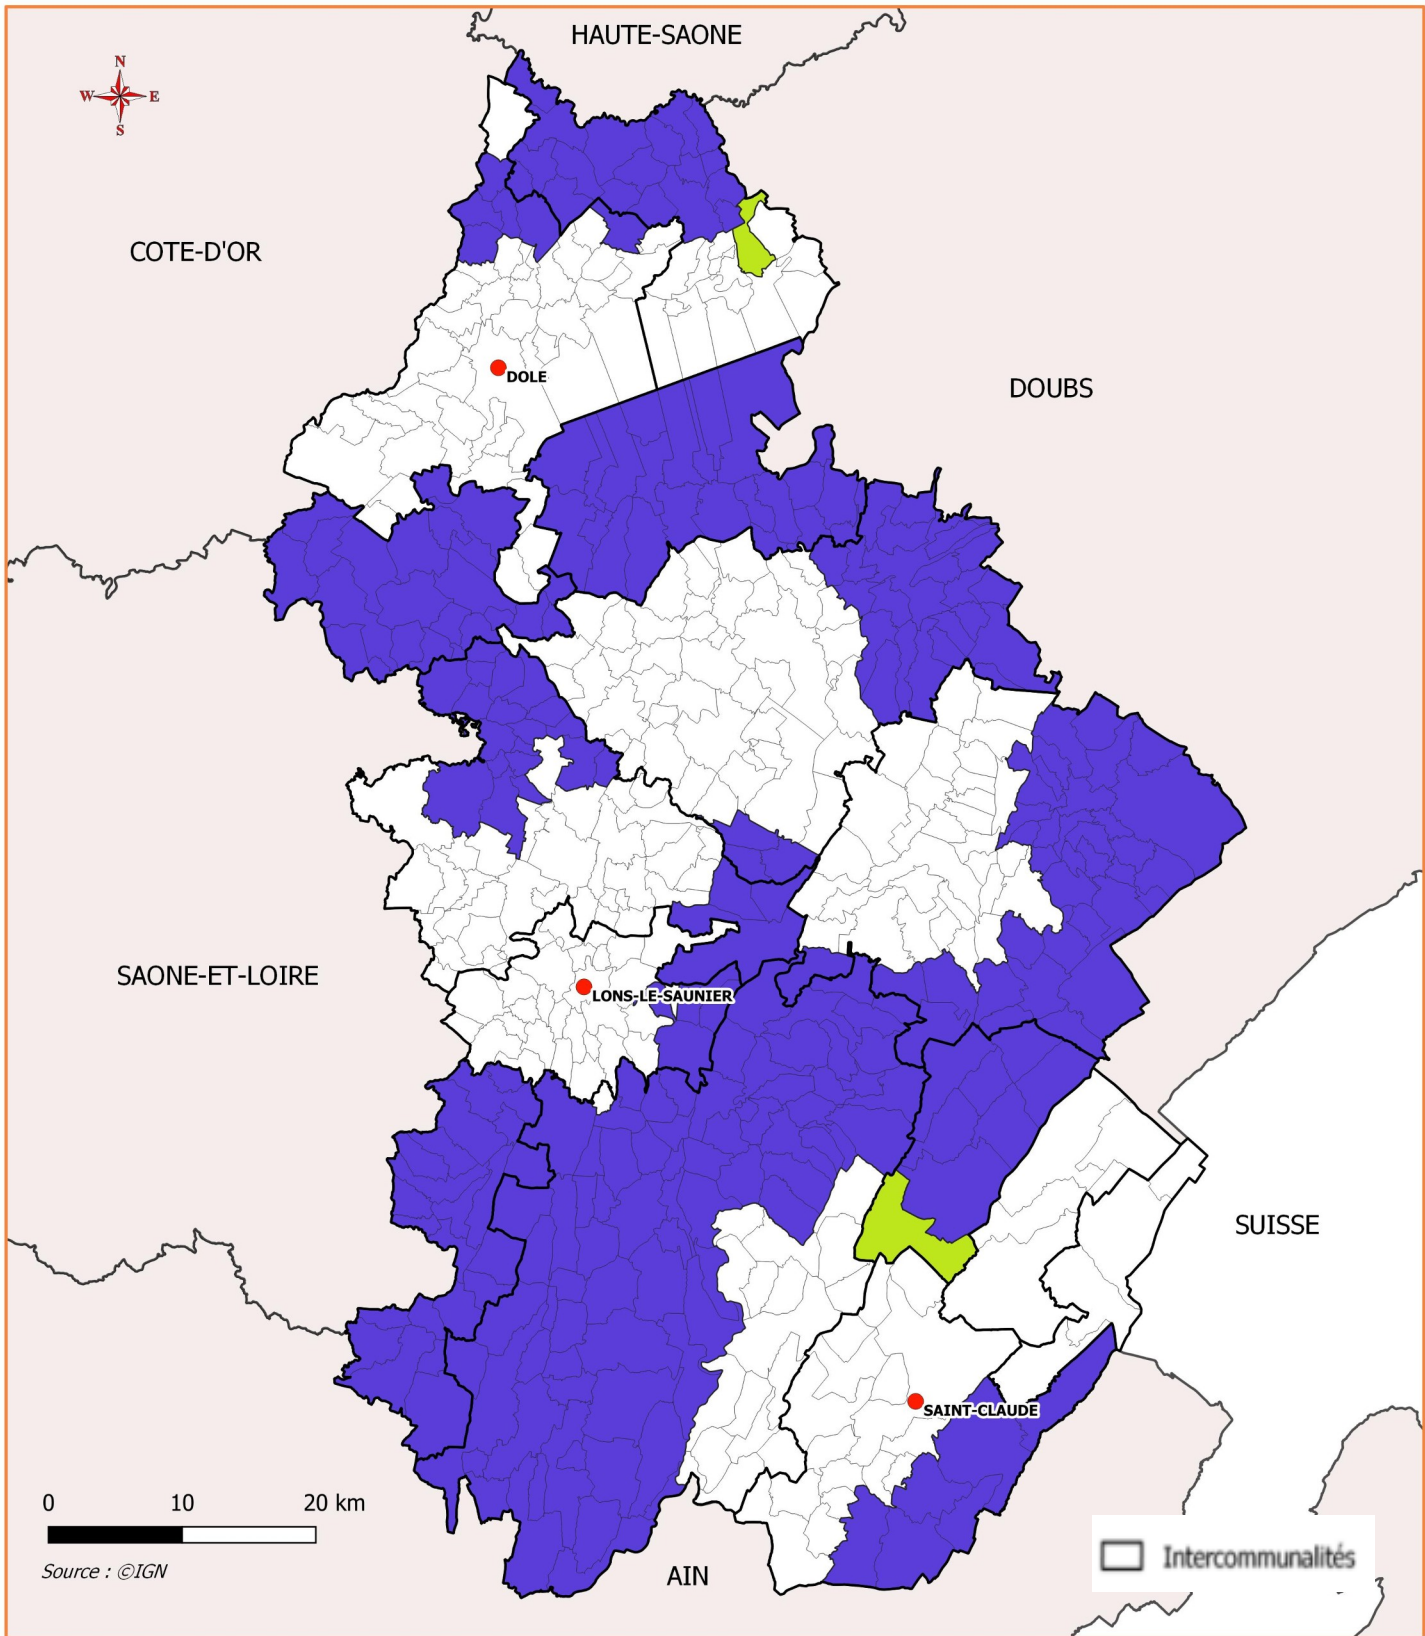 HAUTE-SAONE
N
W E
S
COTE-D'OR
DOLE
DOUBS
SAONE-ET-LOIRE
LONS-LE-SAUNIER
SUISSE
SAINT-CLAUDE
0 10 20 km
Intercommunalités
Source : ©IGN
AIN